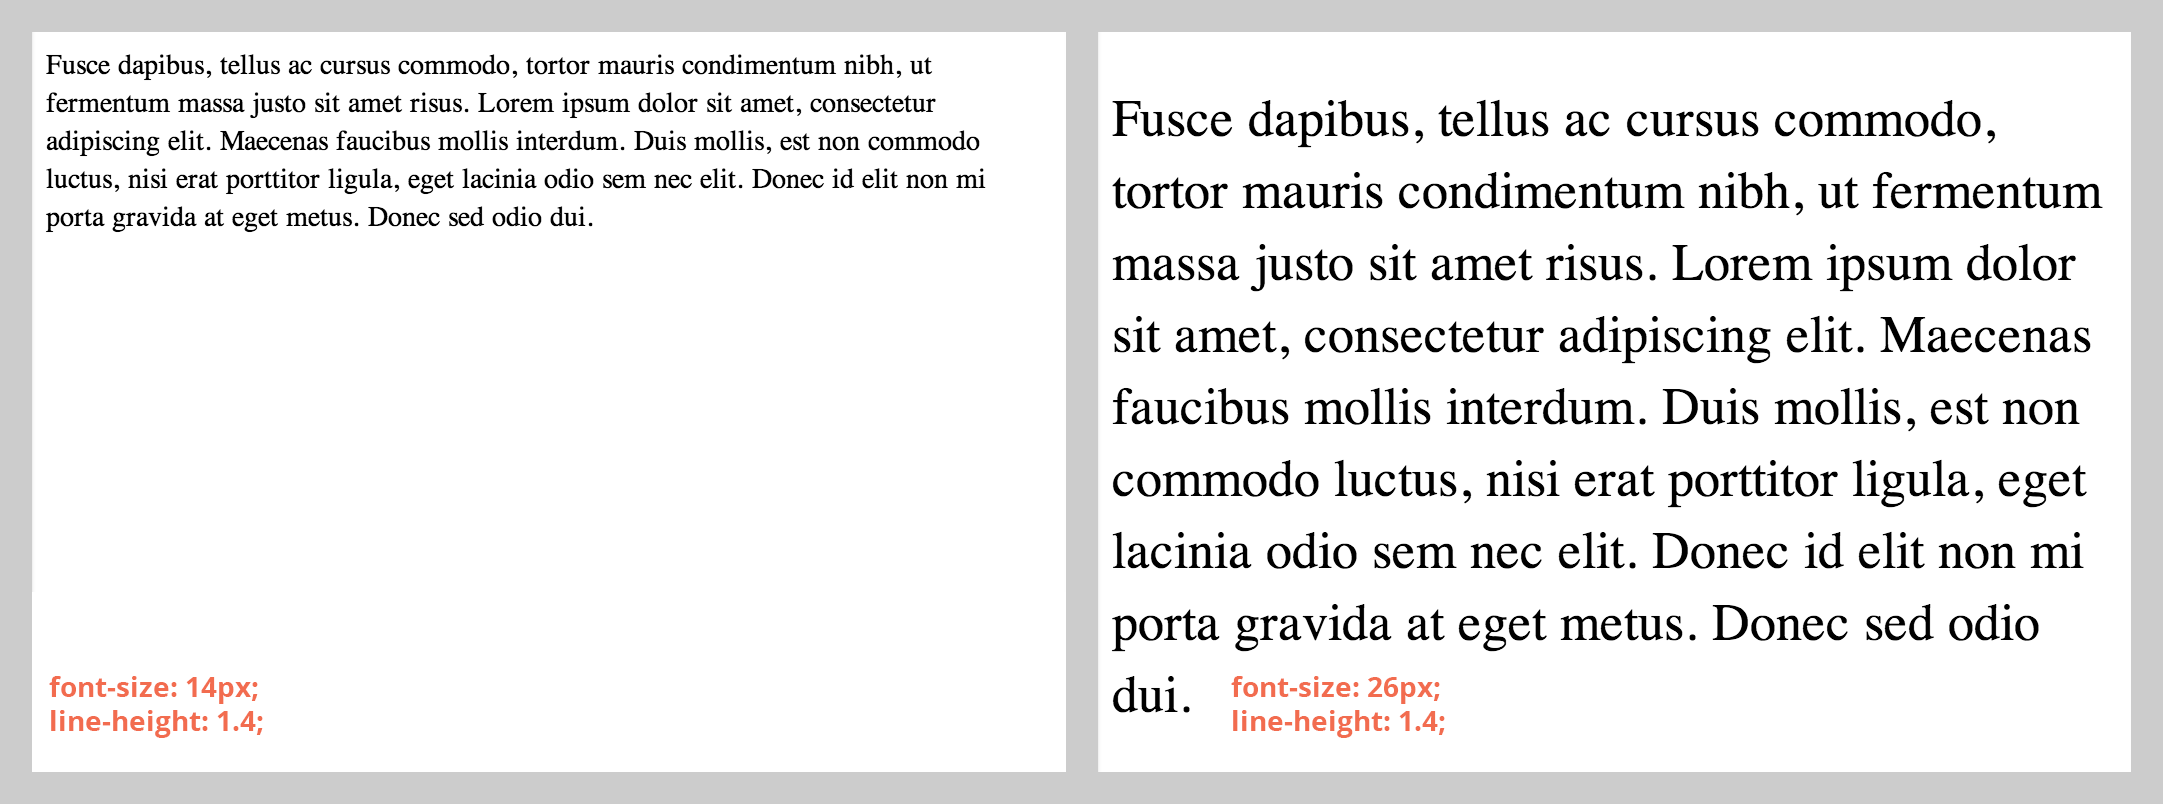 Fusce dapibus, tellus ac cursus commodo, tortor mauris condimentum nibh, ut
fermentum massa justo sit amet risus. Lorem ipsum dolor sit amet, consectetur
adipiscing elit. Maecenas faucibus mollis interdum. Duis mollis, est non commodo
luctus, nisi erat porttitor ligula, eget lacinia odio sem nec elit. Donec id elit non mi
porta gravida at eget metus. Donec sed odio dui.
font-size: 14px;
line-height: 1.4;
Fusce dapibus, tellus ac cursus commodo,
tortor mauris condimentum nibh, ut fermentum
massa justo sit amet risus. Lorem ipsum dolor
sit amet, consectetur adipiscing elit. Maecenas
faucibus mollis interdum. Duis mollis, est non
commodo luctus, nisi erat porttitor ligula, eget
lacinia odio sem nec elit. Donec id elit non mi
porta gravida at eget metus. Donec sed odio
dui.
font-size: 26px;
line-height: 1.4;